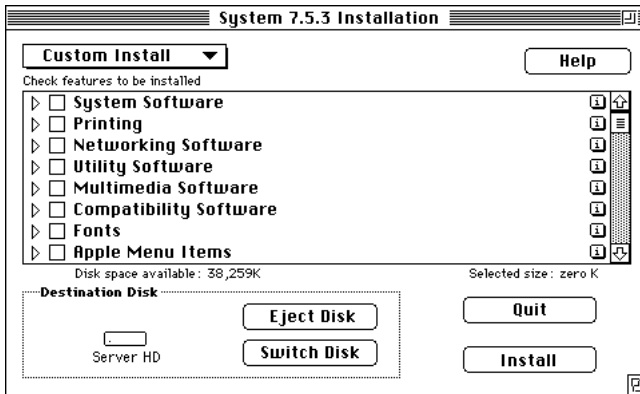 System 7.5.3 Installation
Custom Install
Help
Check features to be installed
System Software
Printing
Networking Software
Utility Software
Multimedia Software
Compatibility Software
Fonts
Apple Menu Items
Disk space available: 38,259K
Selected size: zero K
Destination Disk
Eject Disk
Quit
Server HD
Switch Disk
Install